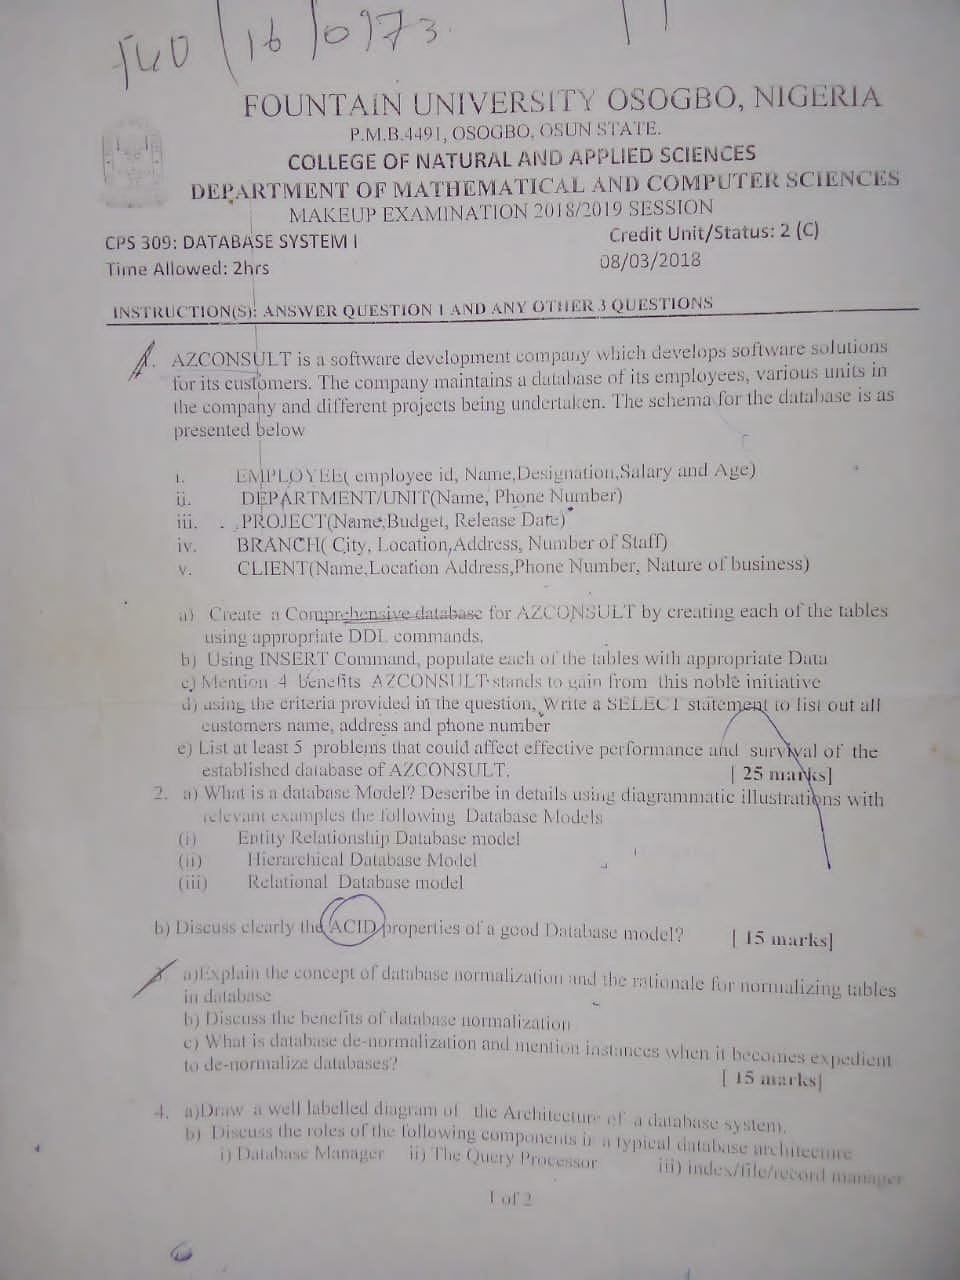 FUO/16/0973.
FOUNTAIN UNIVERSITY OSOGBO, NIGERIA
P.M.B.4491, OSOGBO, OSUN STATE.
COLLEGE OF NATURAL AND APPLIED SCIENCES
DEPARTMENT OF MATHEMATICAL AND COMPUTER SCIENCES
MAKEUP EXAMINATION 2018/2019 SESSION
CPS 309: DATABASE SYSTEM I Credit Unit/Status: 2 (C)
Time Allowed: 2hrs 08/03/2018
INSTRUCTION(S): ANSWER QUESTION 1 AND ANY OTHER 3 QUESTIONS
1. AZCONSULT is a software development company which develops software solutions
for its customers. The company maintains a database of its employees, various units in
the company and different projects being undertaken. The schema for the database is as
presented below
i. EMPLOYEE( employee id, Name,Designation,Salary and Age)
ii. DEPARTMENT/UNIT(Name, Phone Number)
iii. PROJECT(Name,Budget, Release Date)
iv. BRANCH( City, Location,Address, Number of Staff)
v. CLIENT(Name,Location Address,Phone Number, Nature of business)
a) Create a Comprehensive database for AZCONSULT by creating each of the tables
using appropriate DDL commands.
b) Using INSERT Command, populate each of the tables with appropriate Data
c) Mention 4 benefits AZCONSULT stands to gain from this noble initiative
d) using the criteria provided in the question, Write a SELECT statement to list out all
customers name, address and phone number
e) List at least 5 problems that could affect effective performance and survival of the
established database of AZCONSULT. [ 25 marks]
2. a) What is a database Model? Describe in details using diagrammatic illustrations with
relevant examples the following Database Models
(i) Entity Relationship Database model
(ii) Hierarchical Database Model
(iii) Relational Database model
b) Discuss clearly the ACID properties of a good Database model? [ 15 marks]
3 a)Explain the concept of database normalization and the rationale for normalizing tables
in database
b) Discuss the benefits of database normalization
c) What is database de-normalization and mention instances when it becomes expedient
to de-normalize databases? [ 15 marks]
4. a)Draw a well labelled diagram of the Architecture of a database system.
b) Discuss the roles of the following components in a typical database architecture
i) Database Manager ii) The Query Processor iii) index/file/record manager
1 of 2